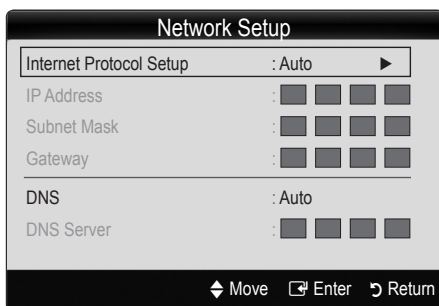 Network Setup
Internet Protocol Setup : Auto ▶
IP Address :
Subnet Mask :
Gateway :
DNS : Auto
DNS Server :
Move Enter Return